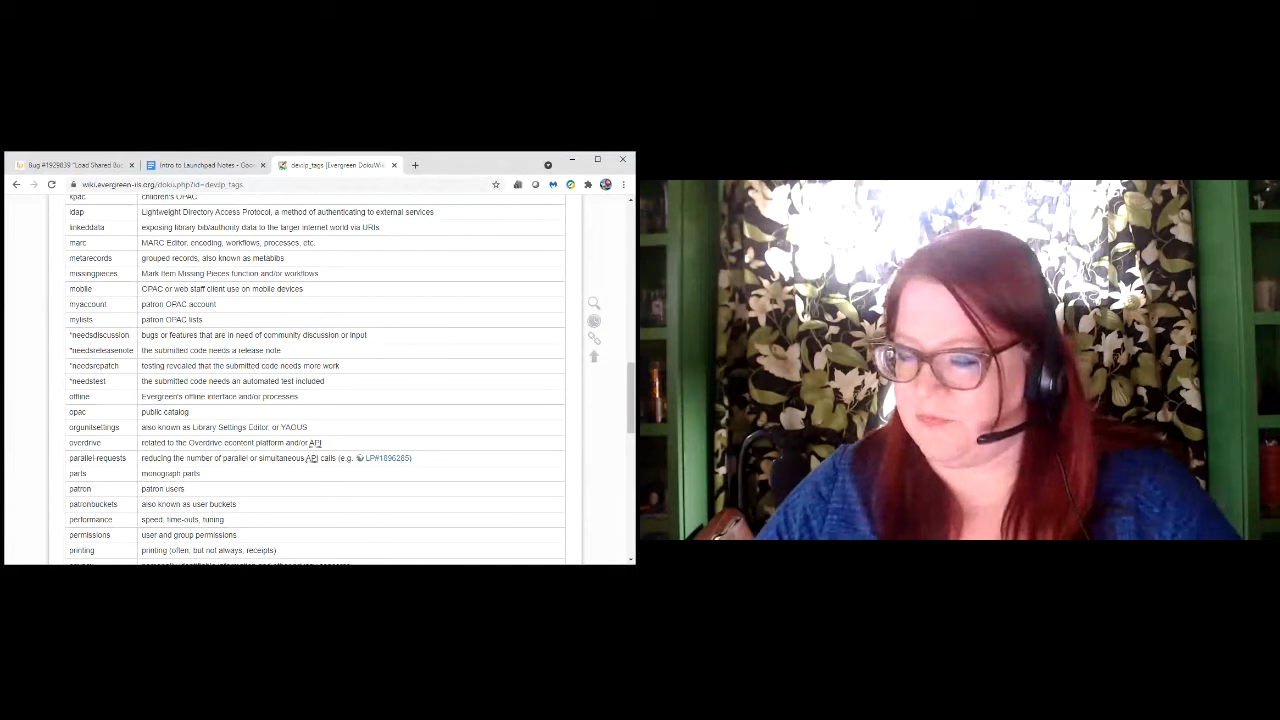 Bug #1929839 "Load Shared Bu
Intro to Launchpad Notes - Goo
dev:lp_tags [Evergreen DokuWiki
wiki.evergreen-ils.org/doku.php?id=dev:lp_tags
kpac children's OPAC
ldap Lightweight Directory Access Protocol, a method of authenticating to external services
linkeddata exposing library bib/authority data to the larger internet world via URIs
marc MARC Editor, encoding, workflows, processes, etc.
metarecords grouped records, also known as metabibs
missingpieces Mark Item Missing Pieces function and/or workflows
mobile OPAC or web staff client use on mobile devices
myaccount patron OPAC account
mylists patron OPAC lists
*needsdiscussion bugs or features that are in need of community discussion or input
*needsreleasenote the submitted code needs a release note
*needsrepatch testing revealed that the submitted code needs more work
*needstest the submitted code needs an automated test included
offline Evergreen's offline interface and/or processes
opac public catalog
orgunitsettings also known as Library Settings Editor, or YAOUS
overdrive related to the Overdrive econtent platform and/or API
parallel-requests reducing the number of parallel or simultaneous API calls (e.g. LP#1896285)
parts monograph parts
patron patron users
patronbuckets also known as user buckets
performance speed, time-outs, tuning
permissions user and group permissions
printing printing (often, but not always, receipts)